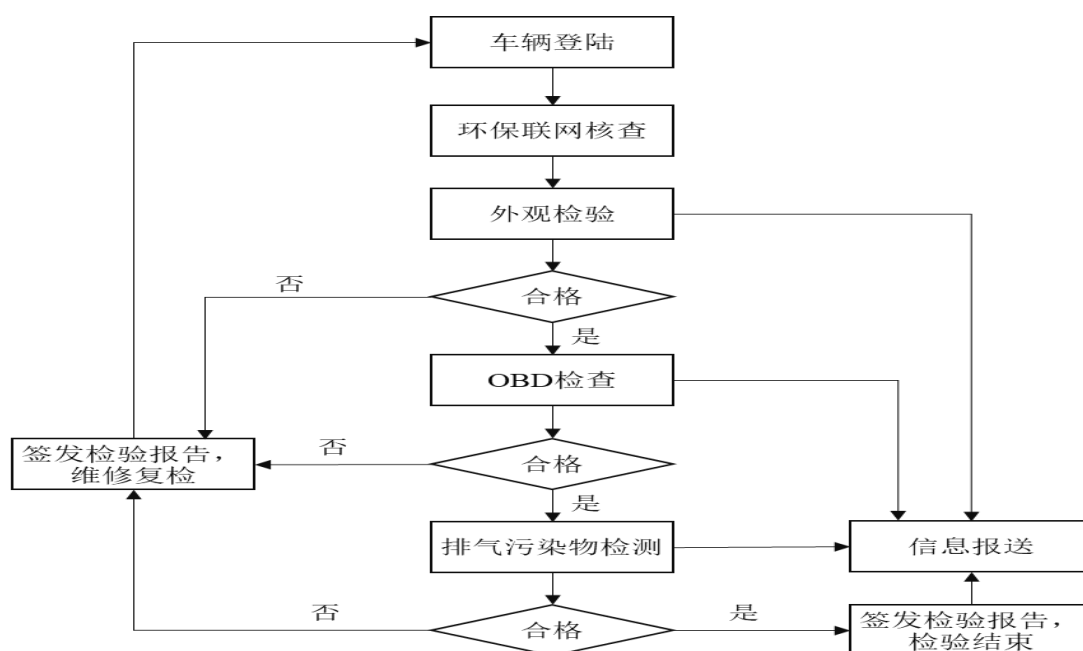 车辆登陆
环保联网核查
外观检验
否
合格
是
OBD检查
签发检验报告，
维修复检
否
合格
是
排气污染物检测
信息报送
否
合格
是
签发检验报告，
检验结束